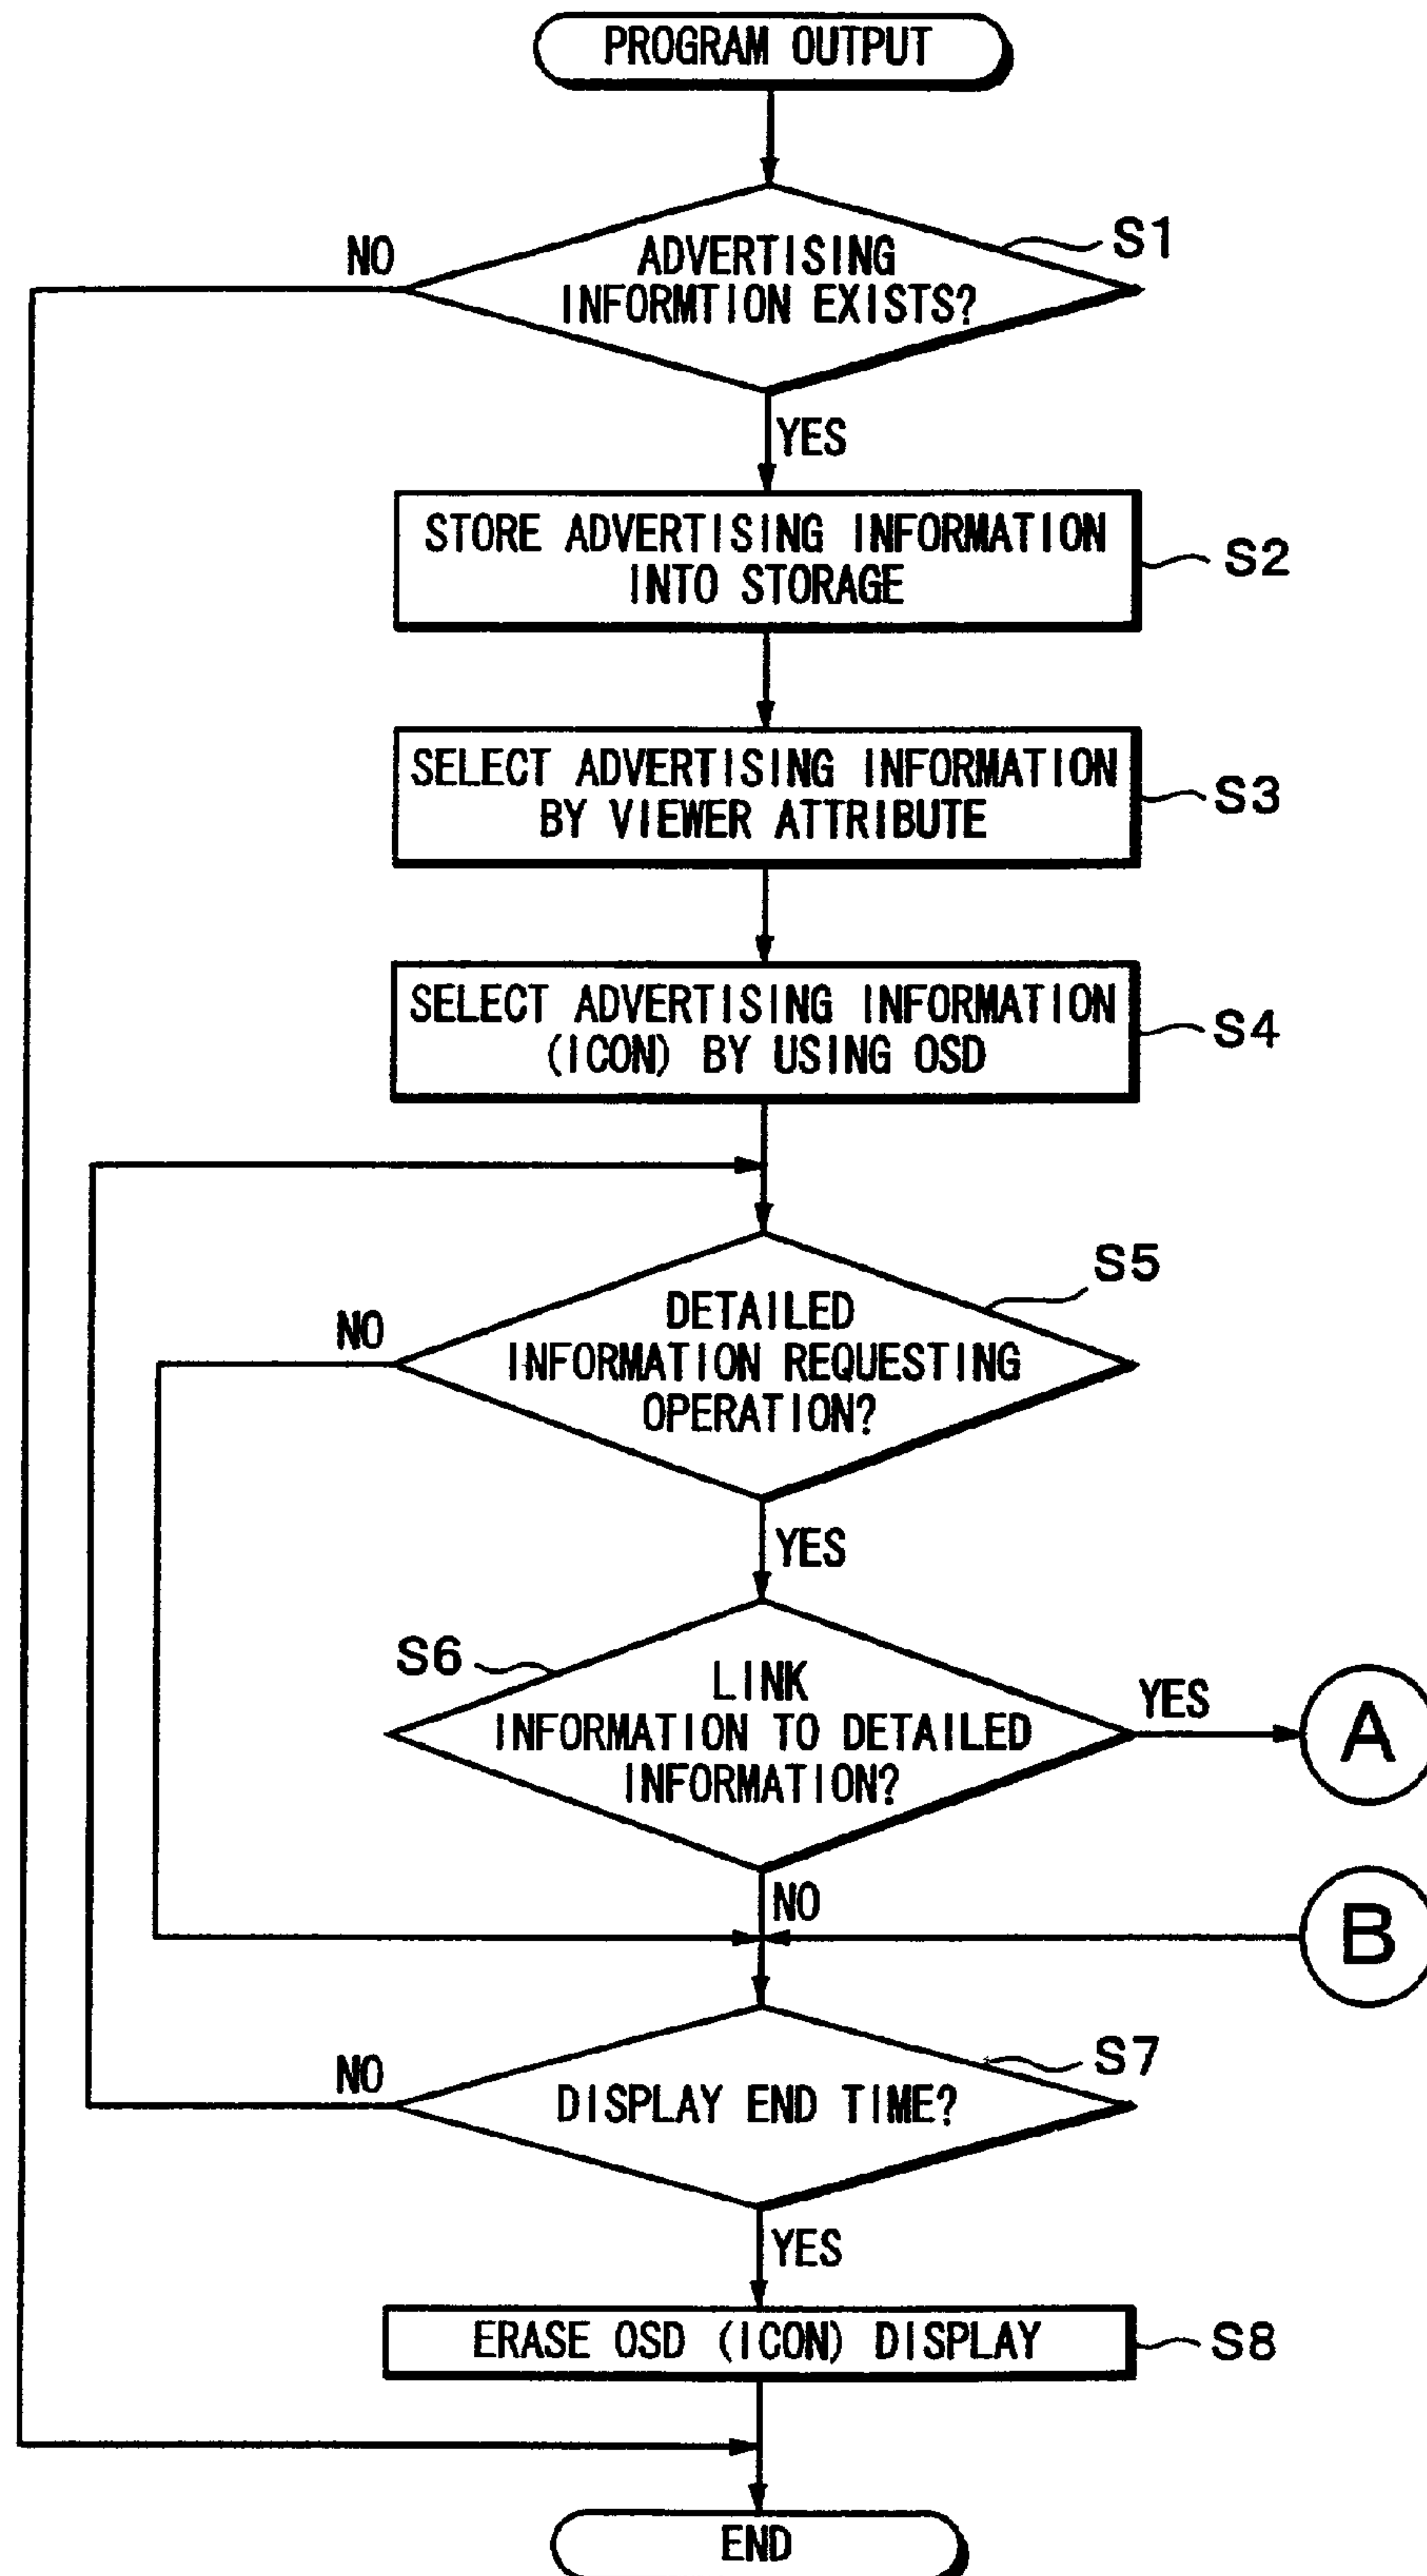 PROGRAM OUTPUT
S1
NO
ADVERTISING
INFORMTION EXISTS?
YES
STORE ADVERTISING INFORMATION
INTO STORAGE
S2
SELECT ADVERTISING INFORMATION
BY VIEWER ATTRIBUTE
S3
SELECT ADVERTISING INFORMATION
(ICON) BY USING OSD
S4
S5
NO
DETAILED
INFORMATION REQUESTING
OPERATION?
YES
S6
LINK
INFORMATION TO DETAILED
INFORMATION?
YES
A
NO
B
S7
NO
DISPLAY END TIME?
YES
ERASE OSD (ICON) DISPLAY
S8
END